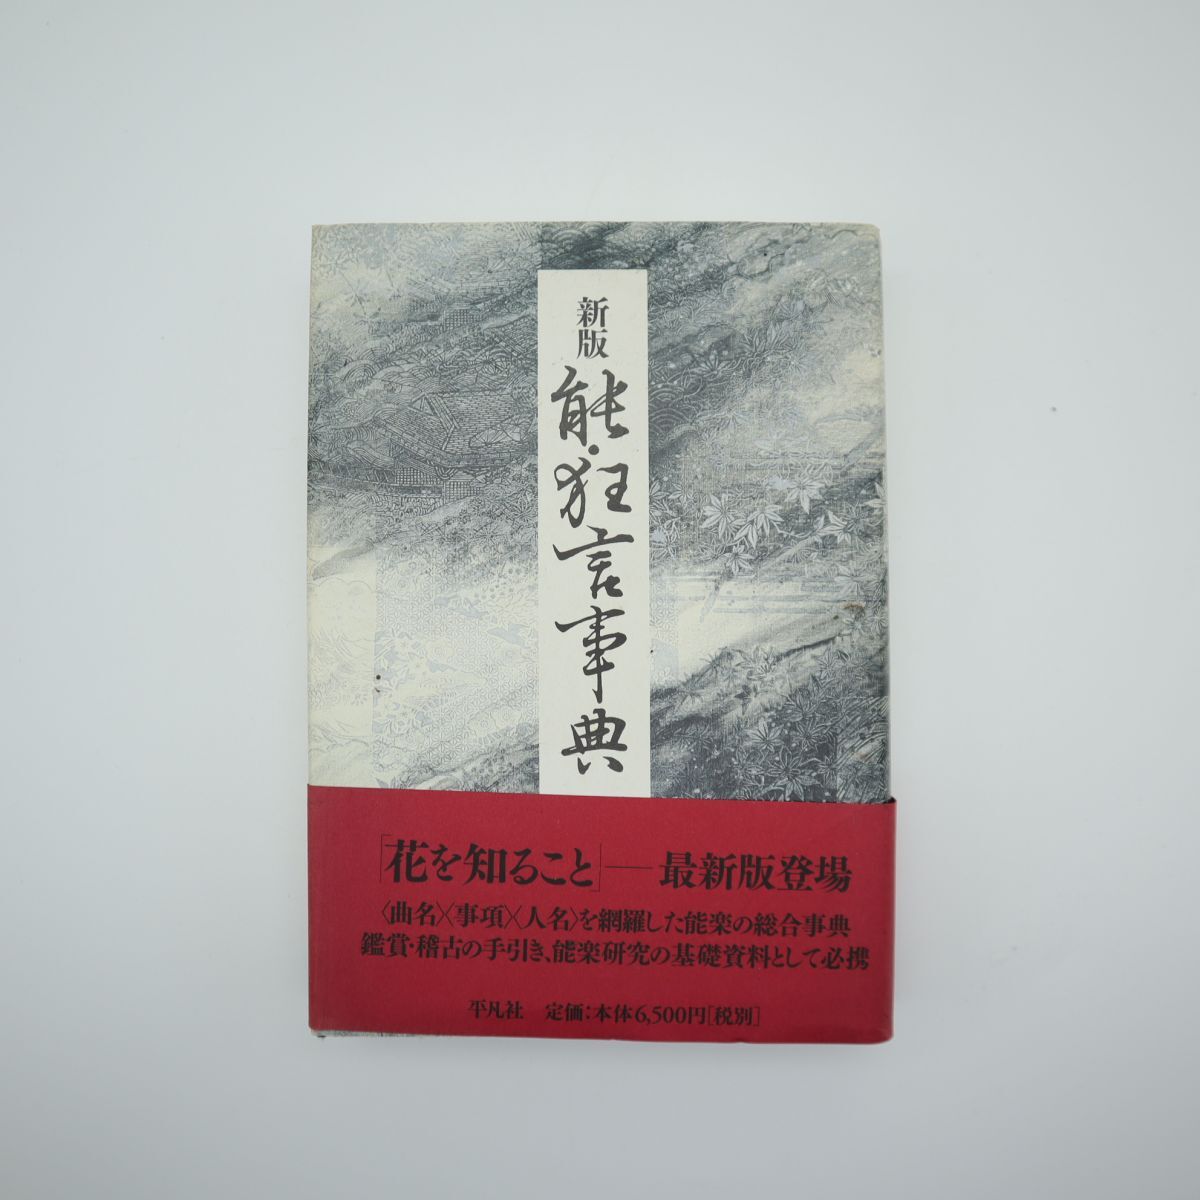 新版
能・狂言事典
「花を知ること」——最新版登場
〈曲名〉〈事項〉〈人名〉を網羅した能楽の総合事典
鑑賞・稽古の手引き、能楽研究の基礎資料として必携
平凡社　定価：本体6,500円[税別]